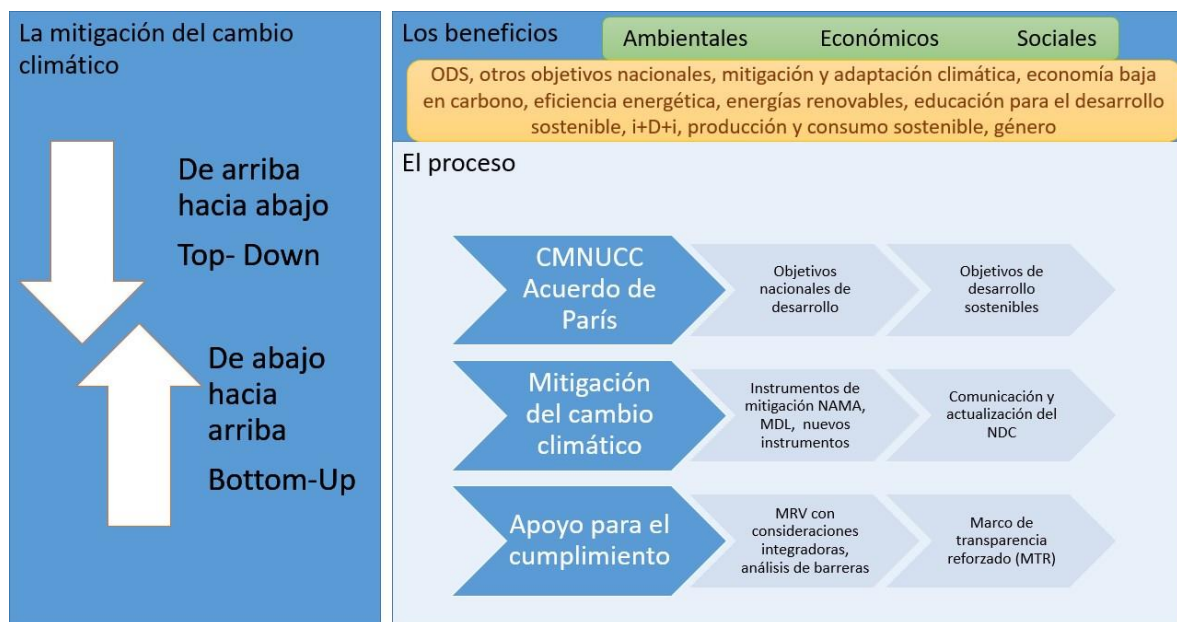 La mitigación del cambio
climático
De arriba
hacia abajo
Top- Down
De abajo
hacia
arriba
Bottom-Up
Los beneficios
Ambientales Económicos Sociales
ODS, otros objetivos nacionales, mitigación y adaptación climática, economía baja
en carbono, eficiencia energética, energías renovables, educación para el desarrollo
sostenible, i+D+i, producción y consumo sostenible, género
El proceso
CMNUCC
Acuerdo de
París
Objetivos
nacionales de
desarrollo
Objetivos de
desarrollo
sostenibles
Mitigación
del cambio
climático
Instrumentos de
mitigación NAMA,
MDL, nuevos
instrumentos
Comunicación y
actualización del
NDC
Apoyo para el
cumplimiento
MRV con
consideraciones
integradoras,
análisis de barreras
Marco de
transparencia
reforzado (MTR)